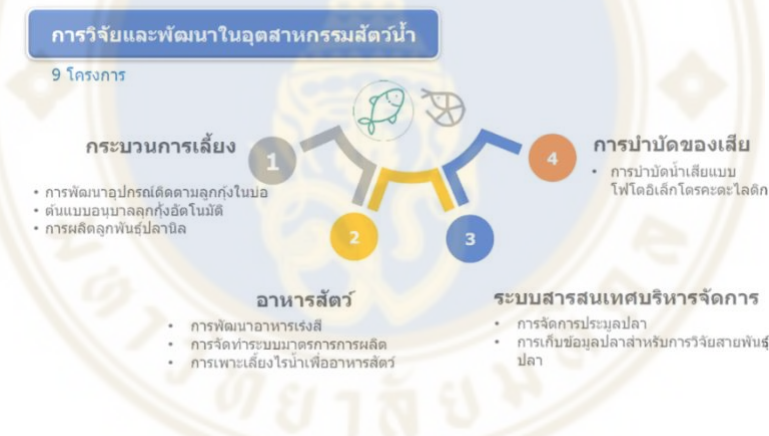 การวิจัยและพัฒนาในอุตสาหกรรมสัตว์น้ำ
9 โครงการ
กระบวนการเลี้ยง
1
• การพัฒนาอุปกรณ์ติดตามลูกกุ้งในบ่อ
• ต้นแบบอนุบาลลูกกุ้งอัตโนมัติ
• การผลิตลูกพันธุ์ปลานิล
2
อาหารสัตว์
• การพัฒนาอาหารเร่งสี
• การจัดทำระบบมาตรการการผลิต
• การเพาะเลี้ยงไรน้ำเพื่ออาหารสัตว์
3
ระบบสารสนเทศบริหารจัดการ
• การจัดการประมูลปลา
• การเก็บข้อมูลปลาสำหรับการวิจัยสายพันธุ์
ปลา
4
การบำบัดของเสีย
• การบำบัดน้ำเสียแบบ
โฟโตอิเล็กโตรคะตะไลติก